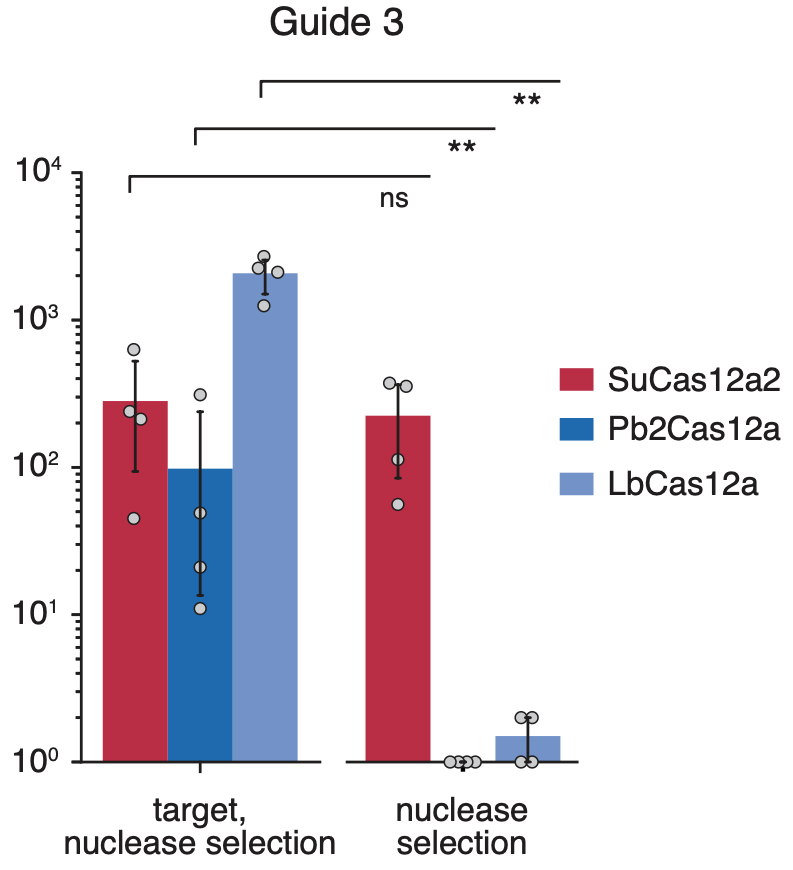 Guide 3
**
**
ns
10⁴
10³
10²
10¹
10⁰
SuCas12a2
Pb2Cas12a
LbCas12a
target,
nuclease selection
nuclease
selection